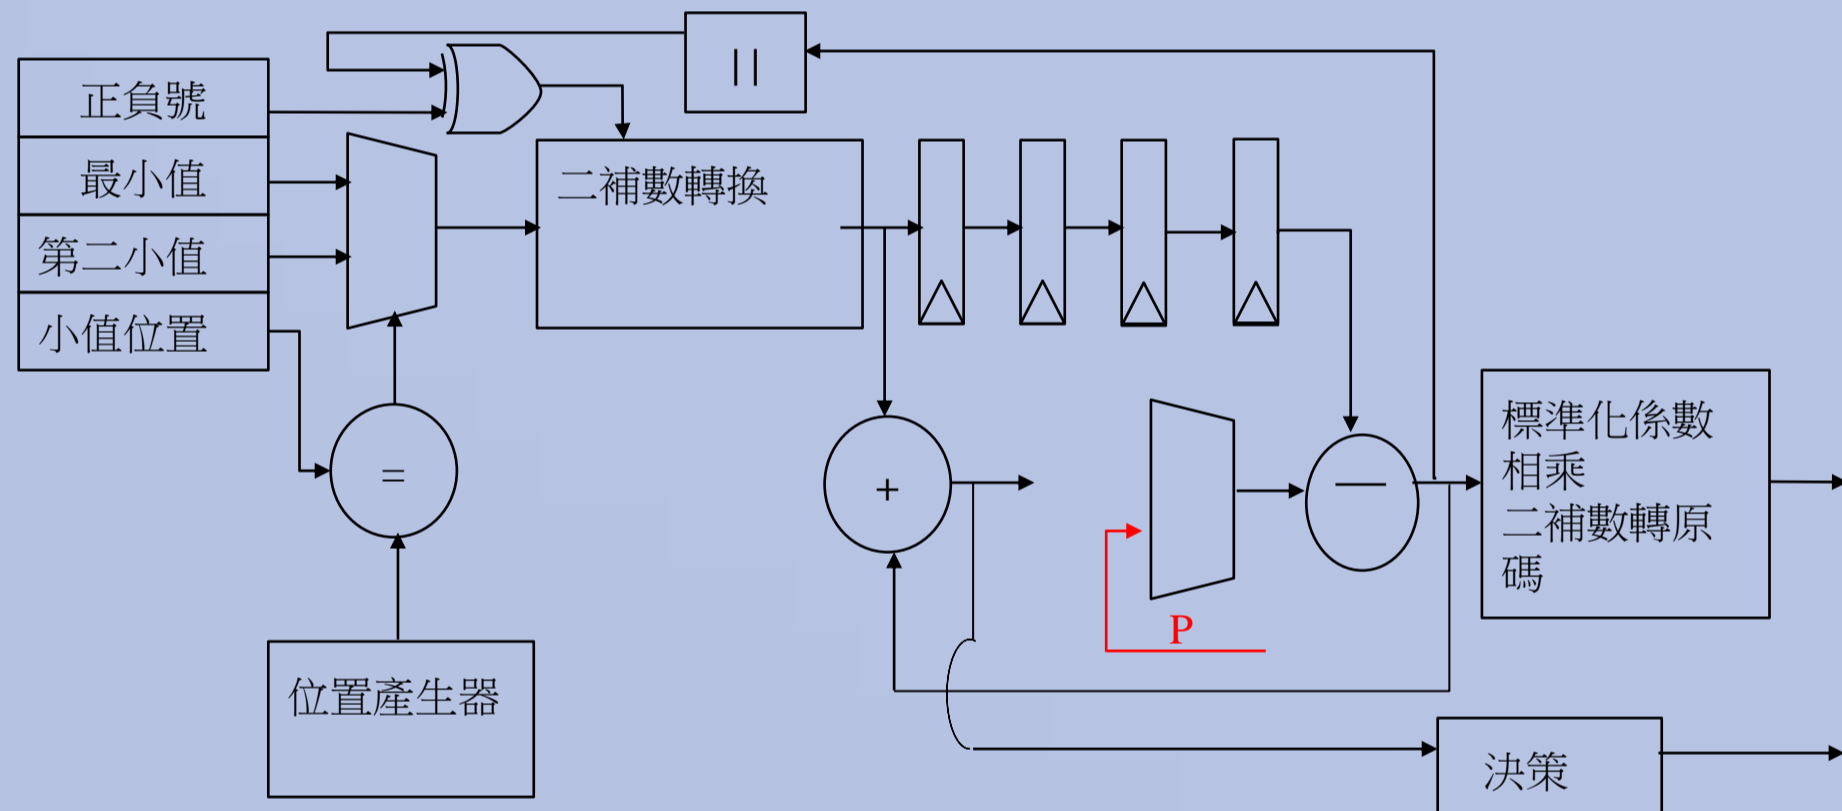 正負號
最小值
第二小值
小值位置
||
二補數轉換
=
+
—
P
標準化係數
相乘
二補數轉原
碼
位置產生器
決策